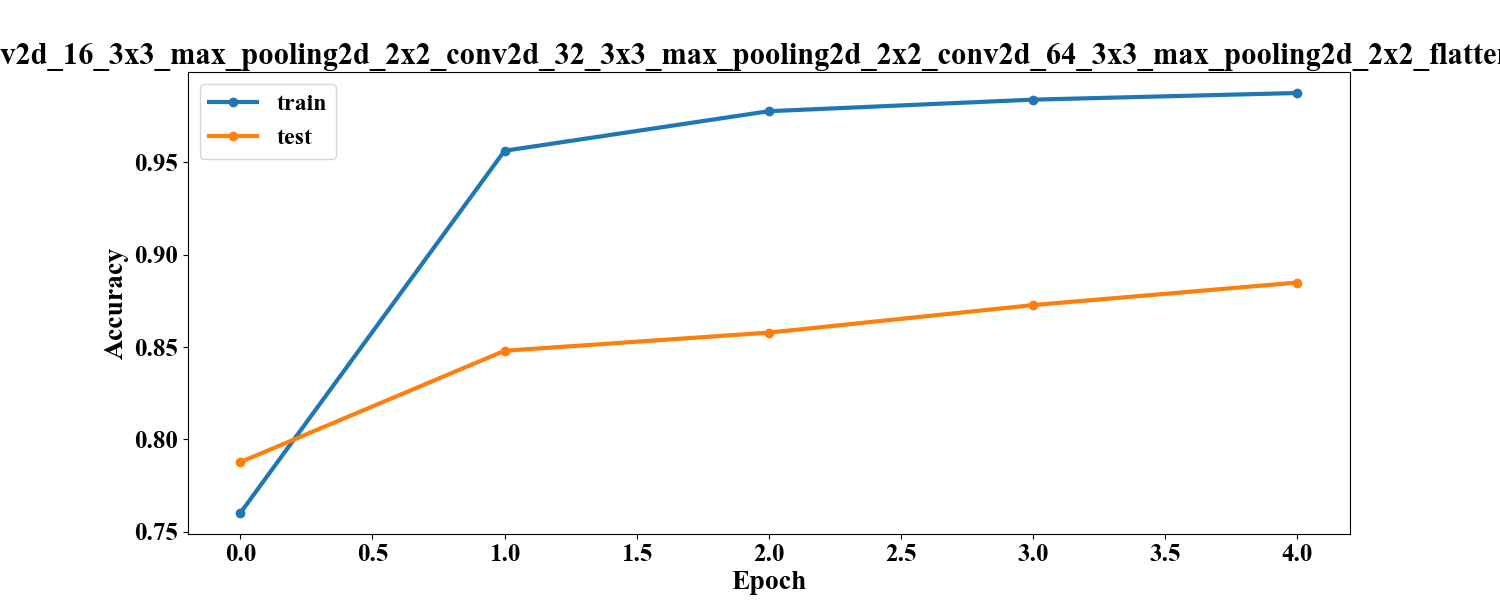 v2d_16_3x3_max_pooling2d_2x2_conv2d_32_3x3_max_pooling2d_2x2_conv2d_64_3x3_max_pooling2d_2x2_flatte
train
test
0.95
0.90
0.85
0.80
0.75
Accuracy
0.0 0.5 1.0 1.5 2.0 2.5 3.0 3.5 4.0
Epoch